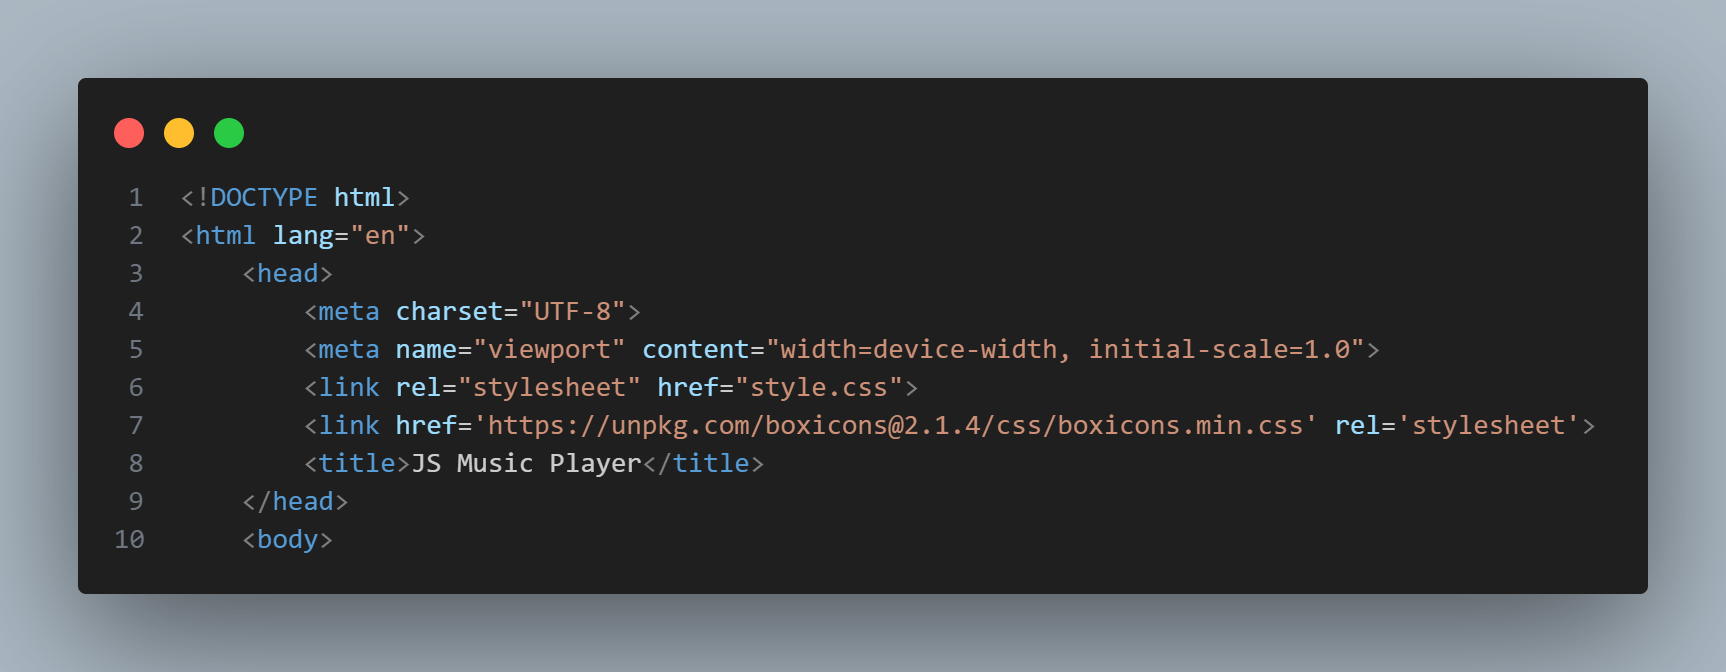 1 <!DOCTYPE html>
2 <html lang="en">
3     <head>
4         <meta charset="UTF-8">
5         <meta name="viewport" content="width=device-width, initial-scale=1.0">
6         <link rel="stylesheet" href="style.css">
7         <link href='https://unpkg.com/boxicons@2.1.4/css/boxicons.min.css' rel='stylesheet'>
8         <title>JS Music Player</title>
9     </head>
10     <body>